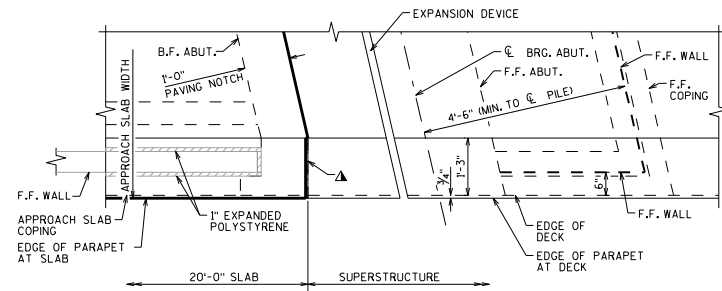 EXPANSION DEVICE
B.F. ABUT.
℄ BRG. ABUT.
F.F. ABUT.
F.F. WALL
F.F.
COPING
1'-0"
PAVING NOTCH
4'-6" (MIN. TO ℄ PILE)
APPROACH SLAB WIDTH
F.F. WALL
APPROACH SLAB
COPING
EDGE OF PARAPET
AT SLAB
1" EXPANDED
POLYSTYRENE
3/4"
1'-3"
6"
F.F. WALL
EDGE OF
DECK
EDGE OF PARAPET
AT DECK
20'-0" SLAB
SUPERSTRUCTURE